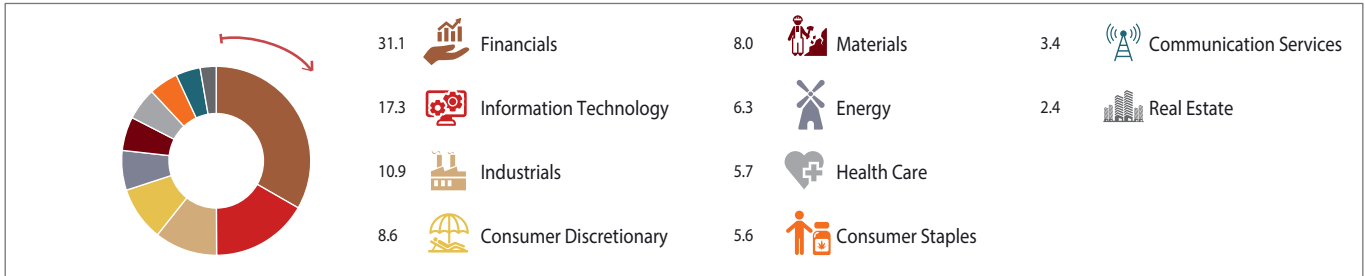 31.1 Financials
17.3 Information Technology
10.9 Industrials
8.6 Consumer Discretionary
8.0 Materials
6.3 Energy
5.7 Health Care
5.6 Consumer Staples
3.4 Communication Services
2.4 Real Estate